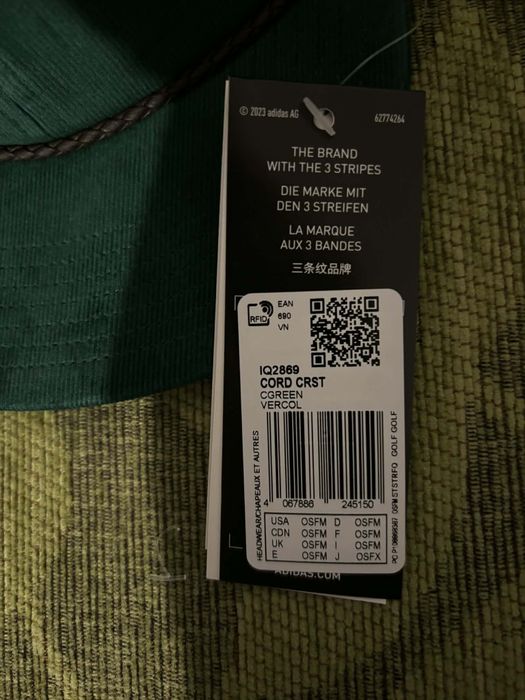 © 2023 adidas AG
62774264
THE BRAND
WITH THE 3 STRIPES
DIE MARKE MIT
DEN 3 STREIFEN
LA MARQUE
AUX 3 BANDES
三条纹品牌
RFID
EAN
690
VN
IQ2869
CORD CRST
CGREEN
VERCOL
4 067886 245150
USA OSFM D OSFM
CDN OSFM F OSFM
UK OSFM I OSFM
E OSFM J OSFX
HEADWEAR/CHAPEAUX ET AUTRES
GOLF GOLF
ADIDAS.COM